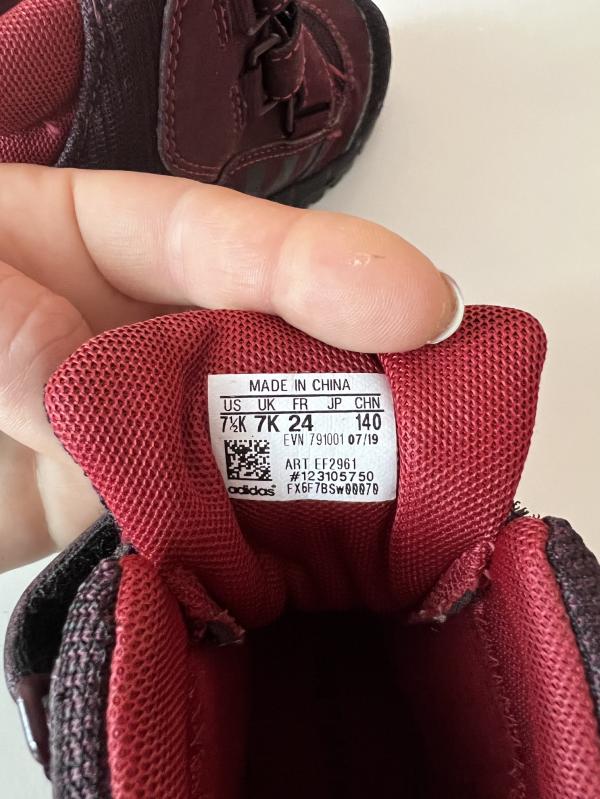 MADE IN CHINA
US UK FR JP CHN
7½K 7K 24 140
EVN 791001 07/19
ART EF2961
#123105750
adidas® FX6F7BSW00070